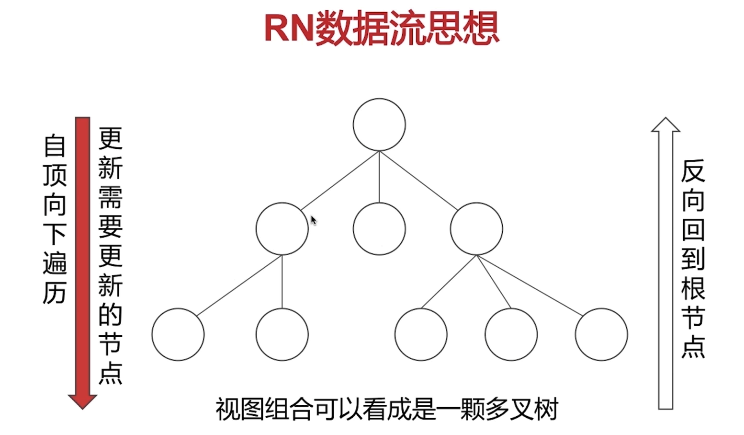 RN数据流思想
自顶向下遍历
更新需要更新的节点
反向回到根节点
视图组合可以看成是一颗多叉树